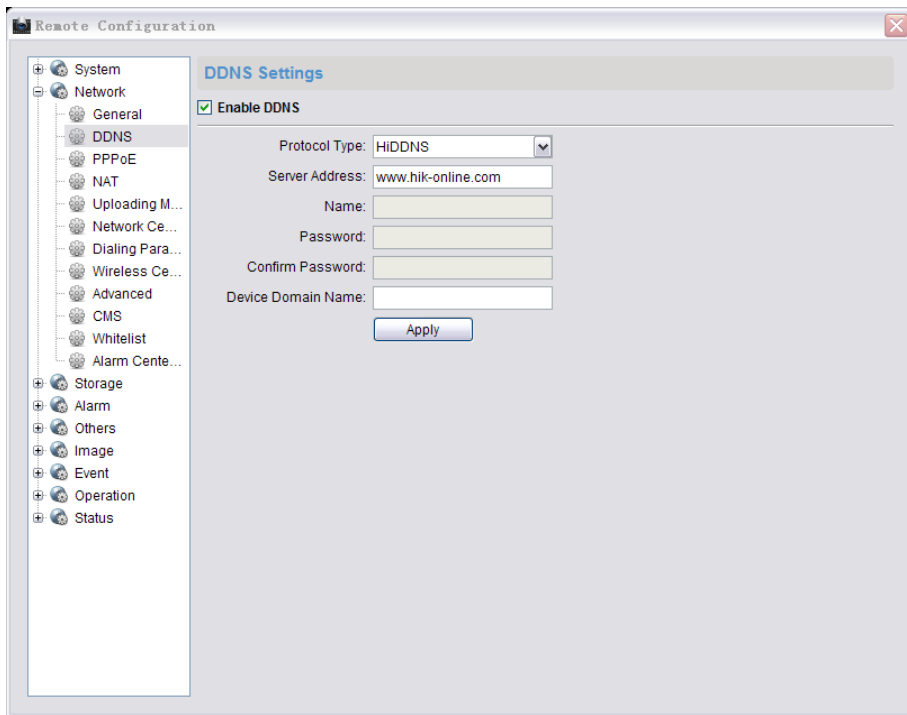 Remote Configuration
System
Network
General
DDNS
PPPoE
NAT
Uploading M...
Network Ce...
Dialing Para...
Wireless Ce...
Advanced
CMS
Whitelist
Alarm Cente...
Storage
Alarm
Others
Image
Event
Operation
Status
DDNS Settings
Enable DDNS
Protocol Type: HiDDNS
Server Address: www.hik-online.com
Name:
Password:
Confirm Password:
Device Domain Name:
Apply